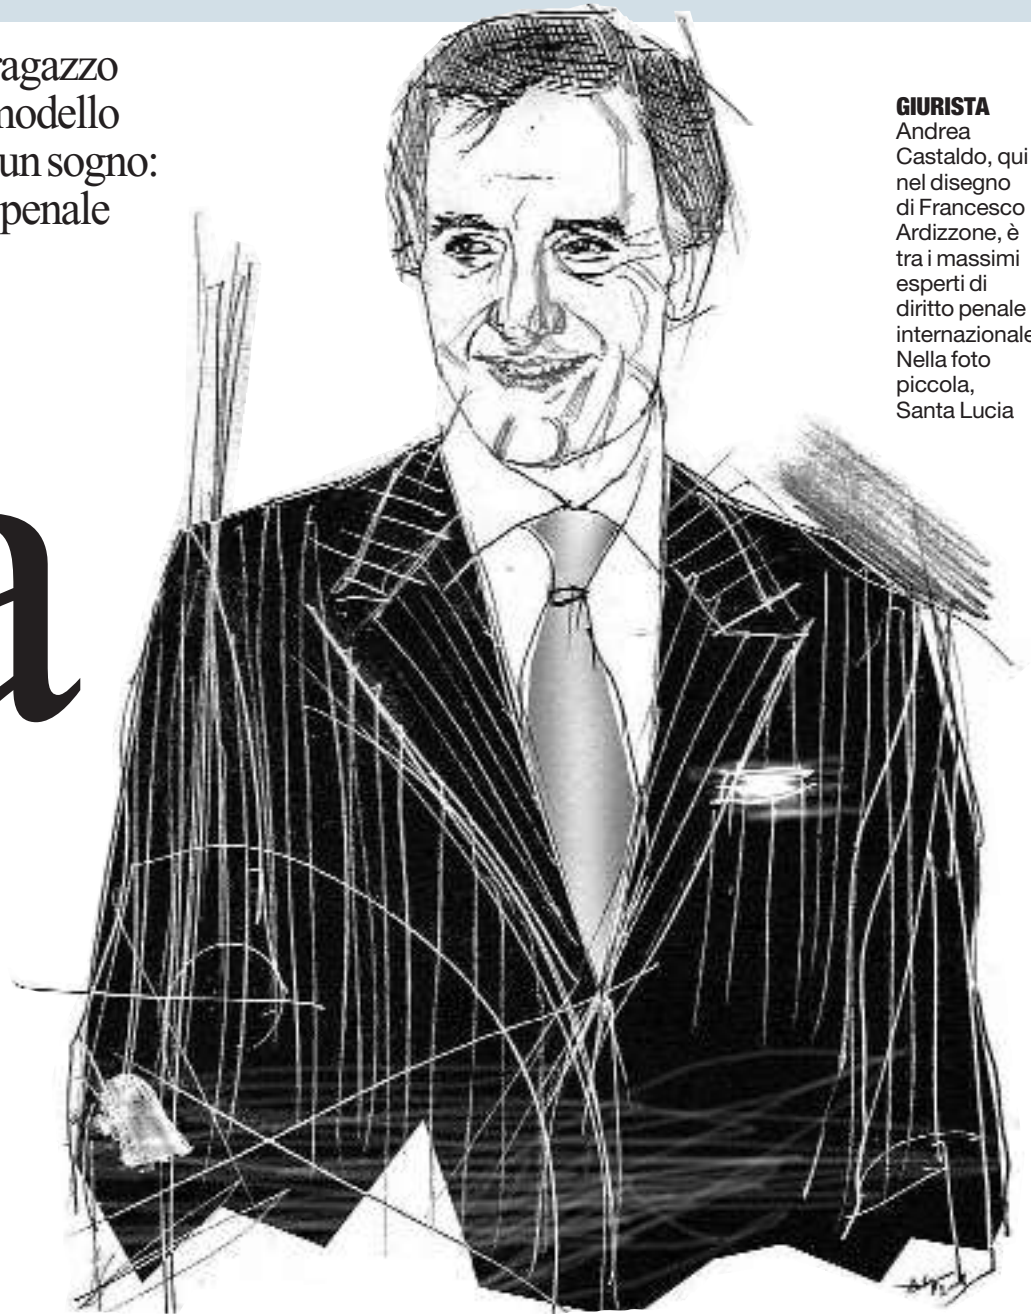 ragazzo
modello
un sogno:
penale
a
GIURISTA
Andrea
Castaldo, qui
nel disegno
di Francesco
Ardizzone, è
tra i massimi
esperti di
diritto penale
internazionale
Nella foto
piccola,
Santa Lucia